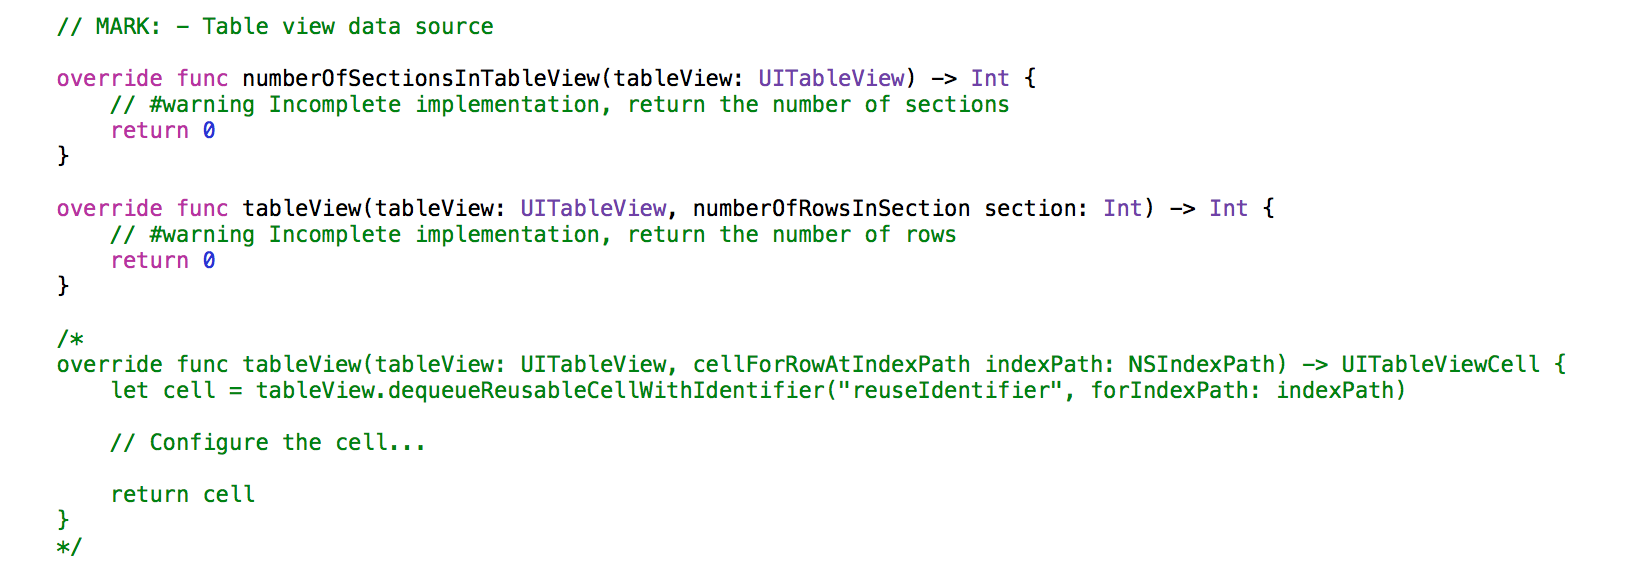 // MARK: - Table view data source
override func numberOfSectionsInTableView(tableView: UITableView) -> Int {
// #warning Incomplete implementation, return the number of sections
return 0
}
override func tableView(tableView: UITableView, numberOfRowsInSection section: Int) -> Int {
// #warning Incomplete implementation, return the number of rows
return 0
}
/*
override func tableView(tableView: UITableView, cellForRowAtIndexPath indexPath: NSIndexPath) -> UITableViewCell {
let cell = tableView.dequeueReusableCellWithIdentifier("reuseIdentifier", forIndexPath: indexPath)
// Configure the cell...
return cell
}
*/